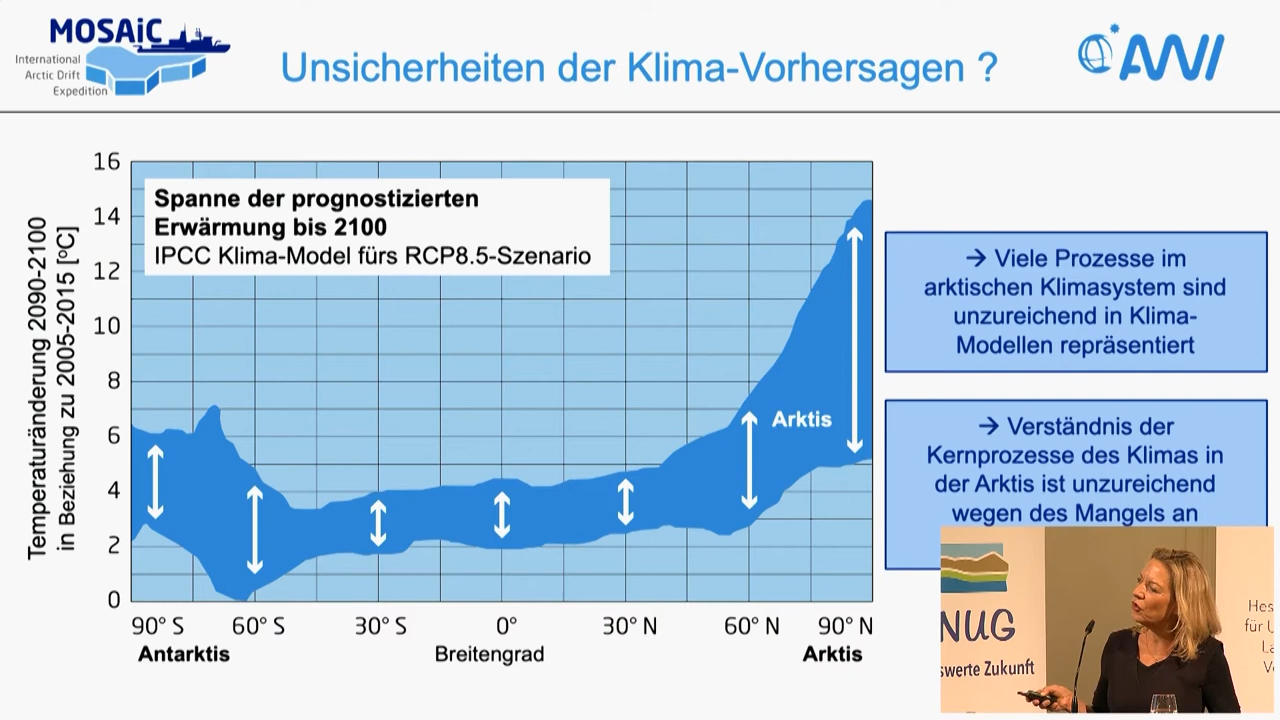 MOSAiC
International
Arctic Drift
Expedition
Unsicherheiten der Klima-Vorhersagen ?
AWI
Temperaturänderung 2090-2100
in Beziehung zu 2005-2015 [°C]
16
14
12
10
8
6
4
2
0
Spanne der prognostizierten
Erwärmung bis 2100
IPCC Klima-Model fürs RCP8.5-Szenario
Arktis
90° S
60° S
30° S
0°
30° N
60° N
90° N
Antarktis
Breitengrad
Arktis
→ Viele Prozesse im
arktischen Klimasystem sind
unzureichend in Klima-
Modellen repräsentiert
→ Verständnis der
Kernprozesse des Klimas in
der Arktis ist unzureichend
wegen des Mangels an
NUG
swerte Zukunft
Hes
für U
La